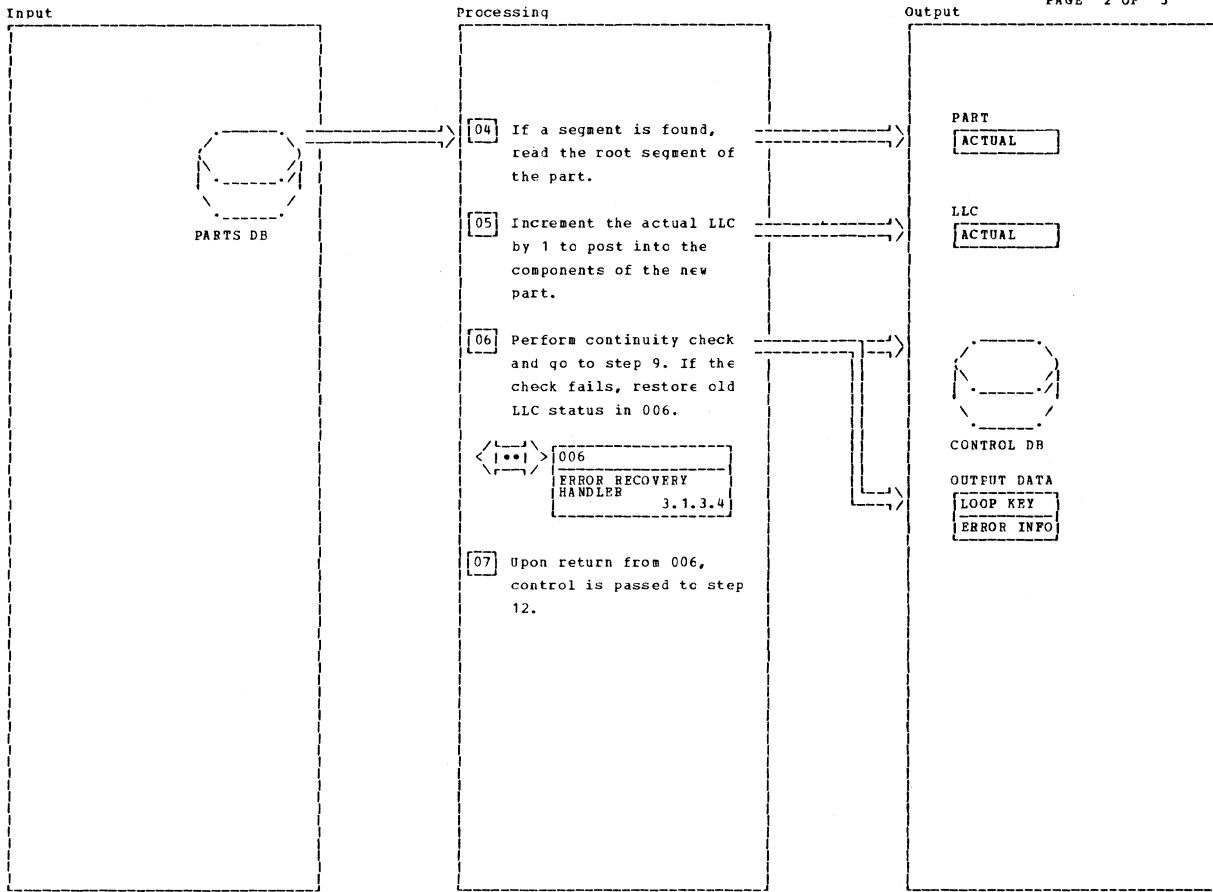 PAGE 2 OF 3
Input
Processing
Output
PARTS DB
04 If a segment is found,
read the root segment of
the part.
05 Increment the actual LLC
by 1 to post into the
components of the new
part.
06 Perform continuity check
and go to step 9. If the
check fails, restore old
LLC status in 006.
006
ERROR RECOVERY
HANDLER
3.1.3.4
07 Upon return from 006,
control is passed to step
12.
PART
ACTUAL
LLC
ACTUAL
CONTROL DB
OUTPUT DATA
LOOP KEY
ERROR INFO